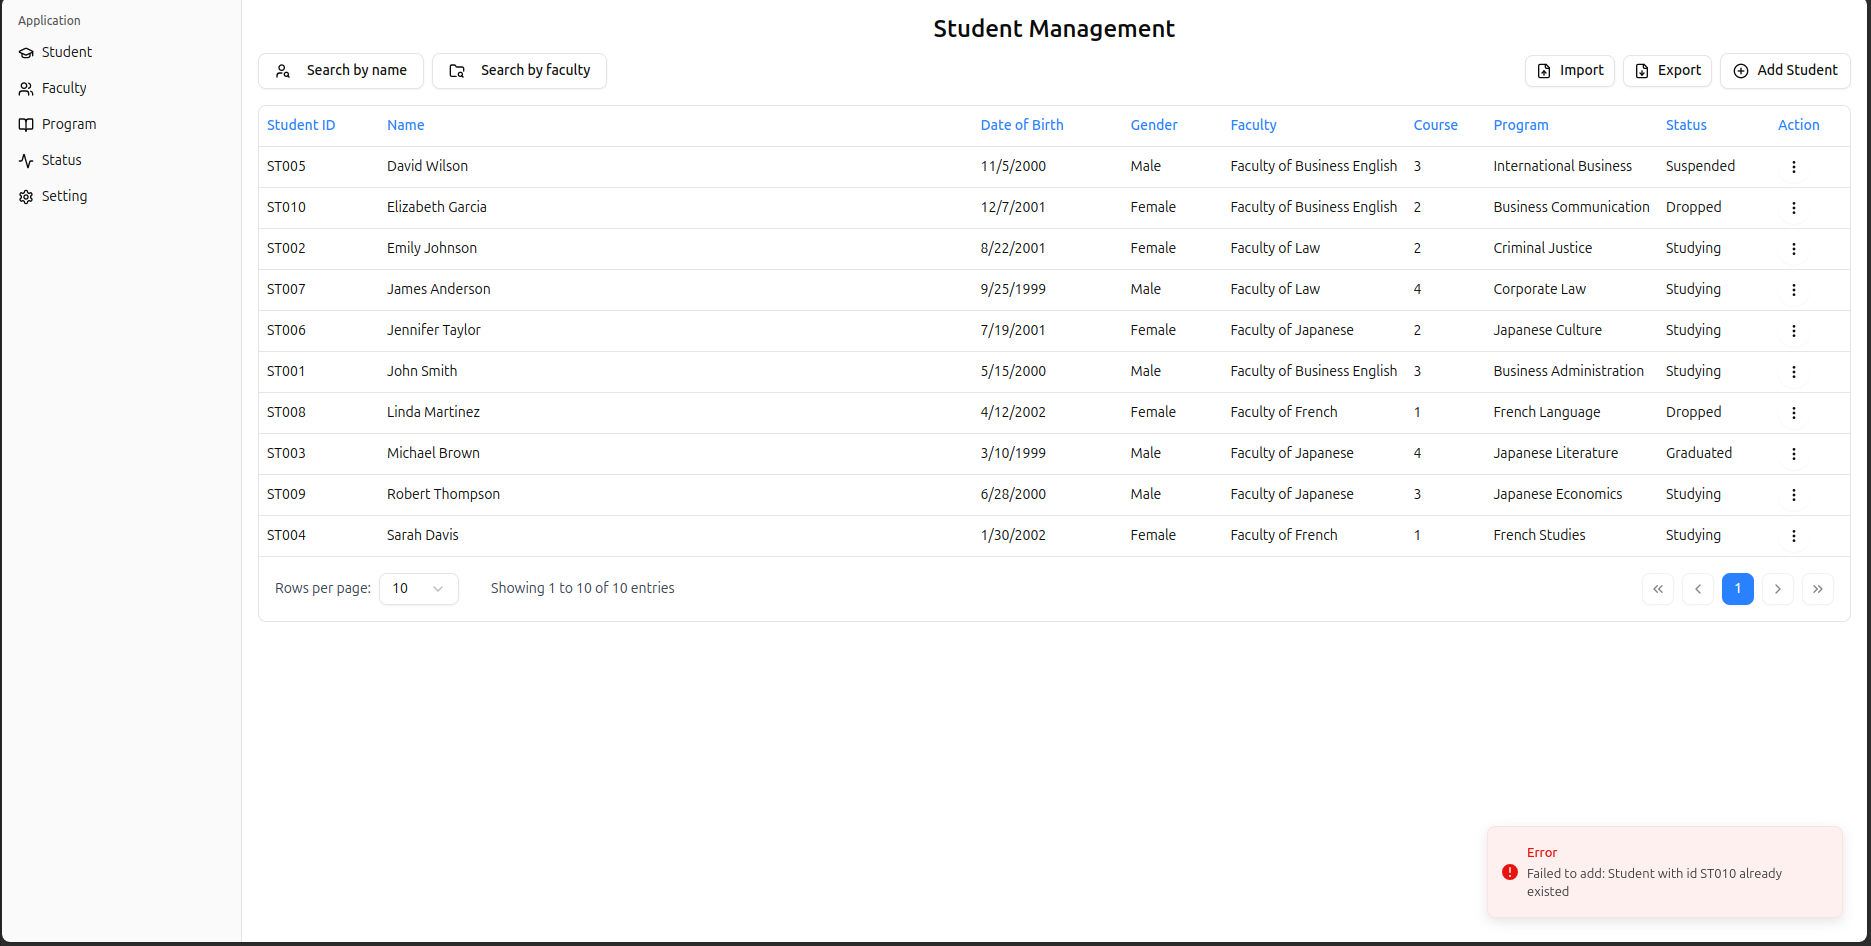 Application
Student
Faculty
Program
Status
Setting
Student Management
Search by name Search by faculty Import Export Add Student
Student ID Name Date of Birth Gender Faculty Course Program Status Action
ST005 David Wilson 11/5/2000 Male Faculty of Business English 3 International Business Suspended
ST010 Elizabeth Garcia 12/7/2001 Female Faculty of Business English 2 Business Communication Dropped
ST002 Emily Johnson 8/22/2001 Female Faculty of Law 2 Criminal Justice Studying
ST007 James Anderson 9/25/1999 Male Faculty of Law 4 Corporate Law Studying
ST006 Jennifer Taylor 7/19/2001 Female Faculty of Japanese 2 Japanese Culture Studying
ST001 John Smith 5/15/2000 Male Faculty of Business English 3 Business Administration Studying
ST008 Linda Martinez 4/12/2002 Female Faculty of French 1 French Language Dropped
ST003 Michael Brown 3/10/1999 Male Faculty of Japanese 4 Japanese Literature Graduated
ST009 Robert Thompson 6/28/2000 Male Faculty of Japanese 3 Japanese Economics Studying
ST004 Sarah Davis 1/30/2002 Female Faculty of French 1 French Studies Studying
Rows per page: 10 Showing 1 to 10 of 10 entries « ‹ 1 › »
Error
Failed to add: Student with id ST010 already
existed